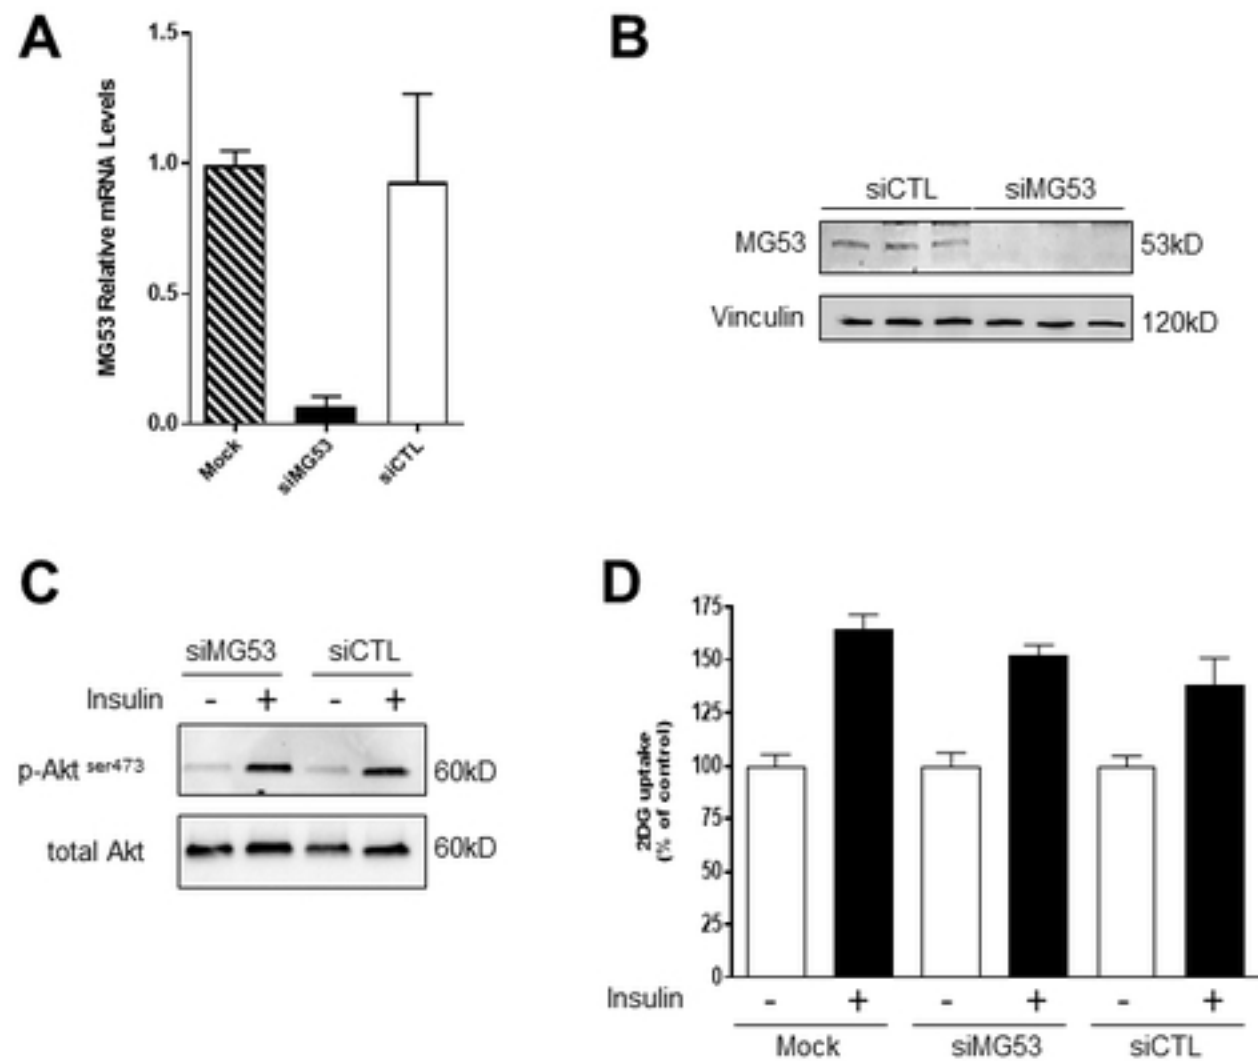 A
1.5
1.0
0.5
0.0
MG53 Relative mRNA Levels
Mock
siMG53
siCTL
B
siCTL siMG53
MG53 53kD
Vinculin 120kD
C
siMG53 siCTL
Insulin - + - +
p-Akt ser473 60kD
total Akt 60kD
D
175
150
125
100
75
50
25
0
2DG uptake
(% of control)
Insulin - + - + - +
Mock siMG53 siCTL